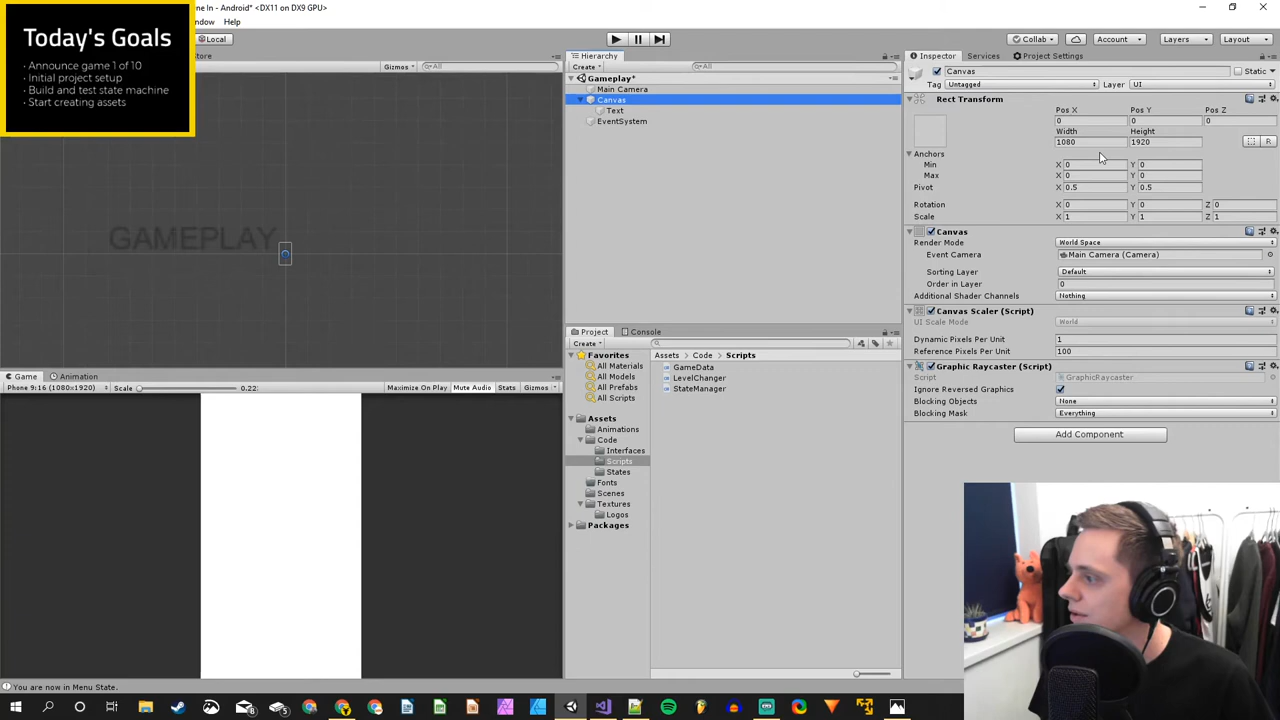 ne In - Android* <DX11 on DX9 GPU>
Today's Goals
· Announce game 1 of 10
· Initial project setup
· Build and test state machine
· Start creating assets
ndow Help
Local
Collab Account Layers Layout
Store
Gizmos All
Hierarchy
Create All
Gameplay*
Main Camera
Canvas
Text
EventSystem
GAMEPLAY
Inspector Services Project Settings
Canvas Static
Tag Untagged Layer UI
Rect Transform
Pos X Pos Y Pos Z
0 0 0
Width Height
1080 1920 R
Anchors
Min X 0 Y 0
Max X 0 Y 0
Pivot X 0.5 Y 0.5
Rotation X 0 Y 0 Z 0
Scale X 1 Y 1 Z 1
Canvas
Render Mode World Space
Event Camera Main Camera (Camera)
Sorting Layer Default
Order in Layer 0
Additional Shader Channels Nothing
Canvas Scaler (Script)
UI Scale Mode World
Dynamic Pixels Per Unit 1
Reference Pixels Per Unit 100
Graphic Raycaster (Script)
Script GraphicRaycaster
Ignore Reversed Graphics
Blocking Objects None
Blocking Mask Everything
Add Component
Project Console
Create
Favorites
All Materials
All Models
All Prefabs
All Scripts
Assets
Animations
Code
Interfaces
Scripts
States
Fonts
Scenes
Textures
Logos
Packages
Assets Code Scripts
GameData
LevelChanger
StateManager
Game Animation
Phone 9:16 (1080x1920) Scale 0.22 Maximize On Play Mute Audio Stats Gizmos
You are now in Menu State.